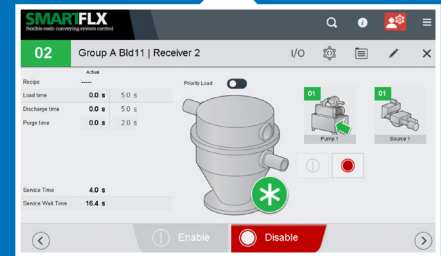 SMARTFLX
flexible resin conveying system control
02
Group A Bld11 | Receiver 2
I/O
Actual
Recipe -----
Load time 0.0 s 5.0 s
Discharge time 0.0 s 5.0 s
Purge time 0.0 s 2.0 s
Priority Load
01
Pump 1
01
Source 1
Service Time 4.0 s
Service Wait Time 16.4 s
Enable
Disable